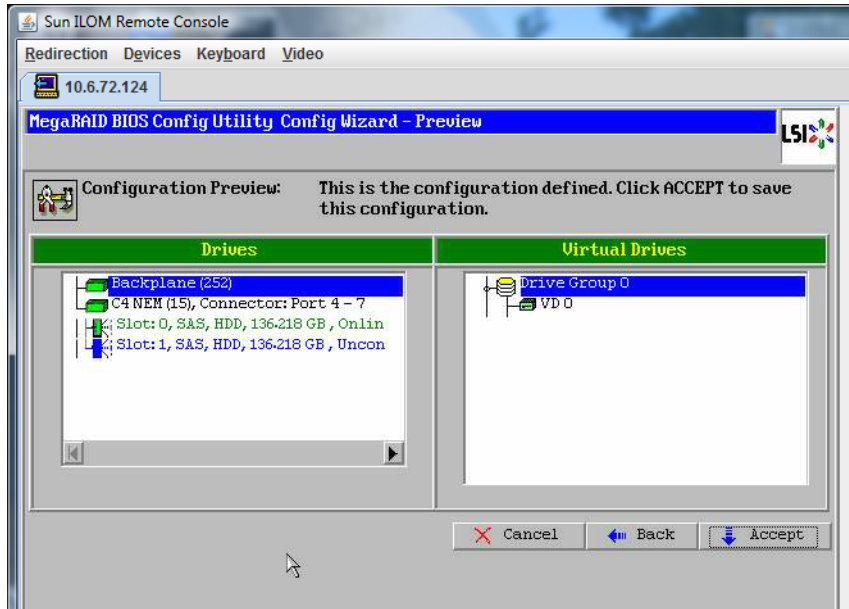 Sun ILOM Remote Console
Redirection Devices Keyboard Video
10.6.72.124
MegaRAID BIOS Config Utility Config Wizard - Preview
LSI
Configuration Preview: This is the configuration defined. Click ACCEPT to save
this configuration.
Drives
Backplane (252)
C4 NEM (15), Connector: Port 4 - 7
Slot: 0, SAS, HDD, 136.218 GB , Onlin
Slot: 1, SAS, HDD, 136.218 GB , Uncon
Virtual Drives
Drive Group 0
VD 0
Cancel Back Accept